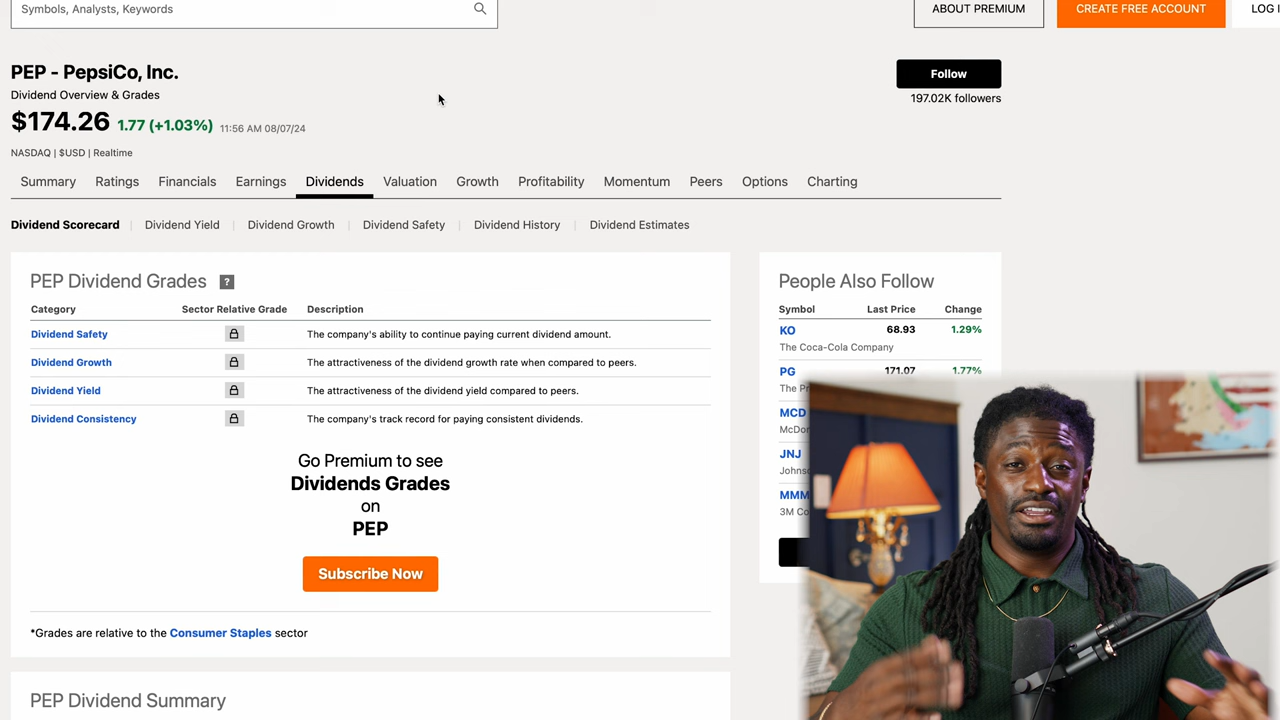 Symbols, Analysts, Keywords
ABOUT PREMIUM
CREATE FREE ACCOUNT
LOG I
PEP - PepsiCo, Inc.
Dividend Overview & Grades
$174.26 1.77 (+1.03%) 11:56 AM 08/07/24
NASDAQ | $USD | Realtime
Follow
197.02K followers
Summary Ratings Financials Earnings Dividends Valuation Growth Profitability Momentum Peers Options Charting
Dividend Scorecard | Dividend Yield | Dividend Growth | Dividend Safety | Dividend History | Dividend Estimates
PEP Dividend Grades ?
Category Sector Relative Grade Description
Dividend Safety The company's ability to continue paying current dividend amount.
Dividend Growth The attractiveness of the dividend growth rate when compared to peers.
Dividend Yield The attractiveness of the dividend yield compared to peers.
Dividend Consistency The company's track record for paying consistent dividends.
Go Premium to see
Dividends Grades
on
PEP
Subscribe Now
*Grades are relative to the Consumer Staples sector
PEP Dividend Summary
People Also Follow
Symbol Last Price Change
KO 68.93 1.29%
The Coca-Cola Company
PG 171.07 1.77%
The Pr
MCD
McDor
JNJ
Johns
MMM
3M Co